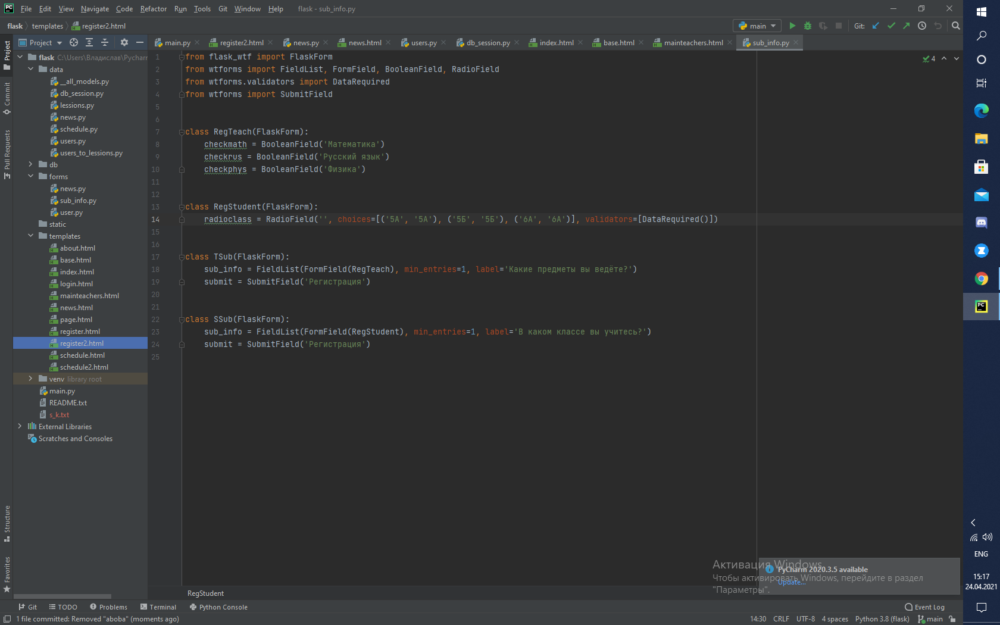 File Edit View Navigate Code Refactor Run Tools Git Window Help flask - sub_info.py
flask templates register2.html
main Git:
Project
main.py register2.html news.py news.html users.py db_session.py index.html base.html mainteachers.html sub_info.py
Project
Commit
Pull Requests
Structure
Favorites
flask C:\Users\Владислав\Pycharm
data
__all_models.py
db_session.py
lessions.py
news.py
schedule.py
users.py
users_to_lessions.py
db
forms
news.py
sub_info.py
user.py
static
templates
about.html
base.html
index.html
login.html
mainteachers.html
news.html
page.html
register.html
register2.html
schedule.html
schedule2.html
venv library root
main.py
README.txt
s_k.txt
External Libraries
Scratches and Consoles
4
1 from flask_wtf import FlaskForm
2 from wtforms import FieldList, FormField, BooleanField, RadioField
3 from wtforms.validators import DataRequired
4 from wtforms import SubmitField
5
6
7 class RegTeach(FlaskForm):
8 checkmath = BooleanField('Математика')
9 checkrus = BooleanField('Русский язык')
10 checkphys = BooleanField('Физика')
11
12
13 class RegStudent(FlaskForm):
14 radioclass = RadioField('', choices=[('5А', '5А'), ('5Б', '5Б'), ('6А', '6А')], validators=[DataRequired()])
15
16
17 class TSub(FlaskForm):
18 sub_info = FieldList(FormField(RegTeach), min_entries=1, label='Какие предметы вы ведёте?')
19 submit = SubmitField('Регистрация')
20
21
22 class SSub(FlaskForm):
23 sub_info = FieldList(FormField(RegStudent), min_entries=1, label='В каком классе вы учитесь?')
24 submit = SubmitField('Регистрация')
25
RegStudent
Активация Windows
Чтобы активировать Windows, перейдите в раздел
"Параметры".
PyCharm 2020.3.5 available
Update...
Git TODO Problems Terminal Python Console Event Log
1 file committed: Removed "aboba" (moments ago) 14:30 CRLF UTF-8 4 spaces Python 3.8 (flask) main
PC
PC
ENG
15:17
24.04.2021